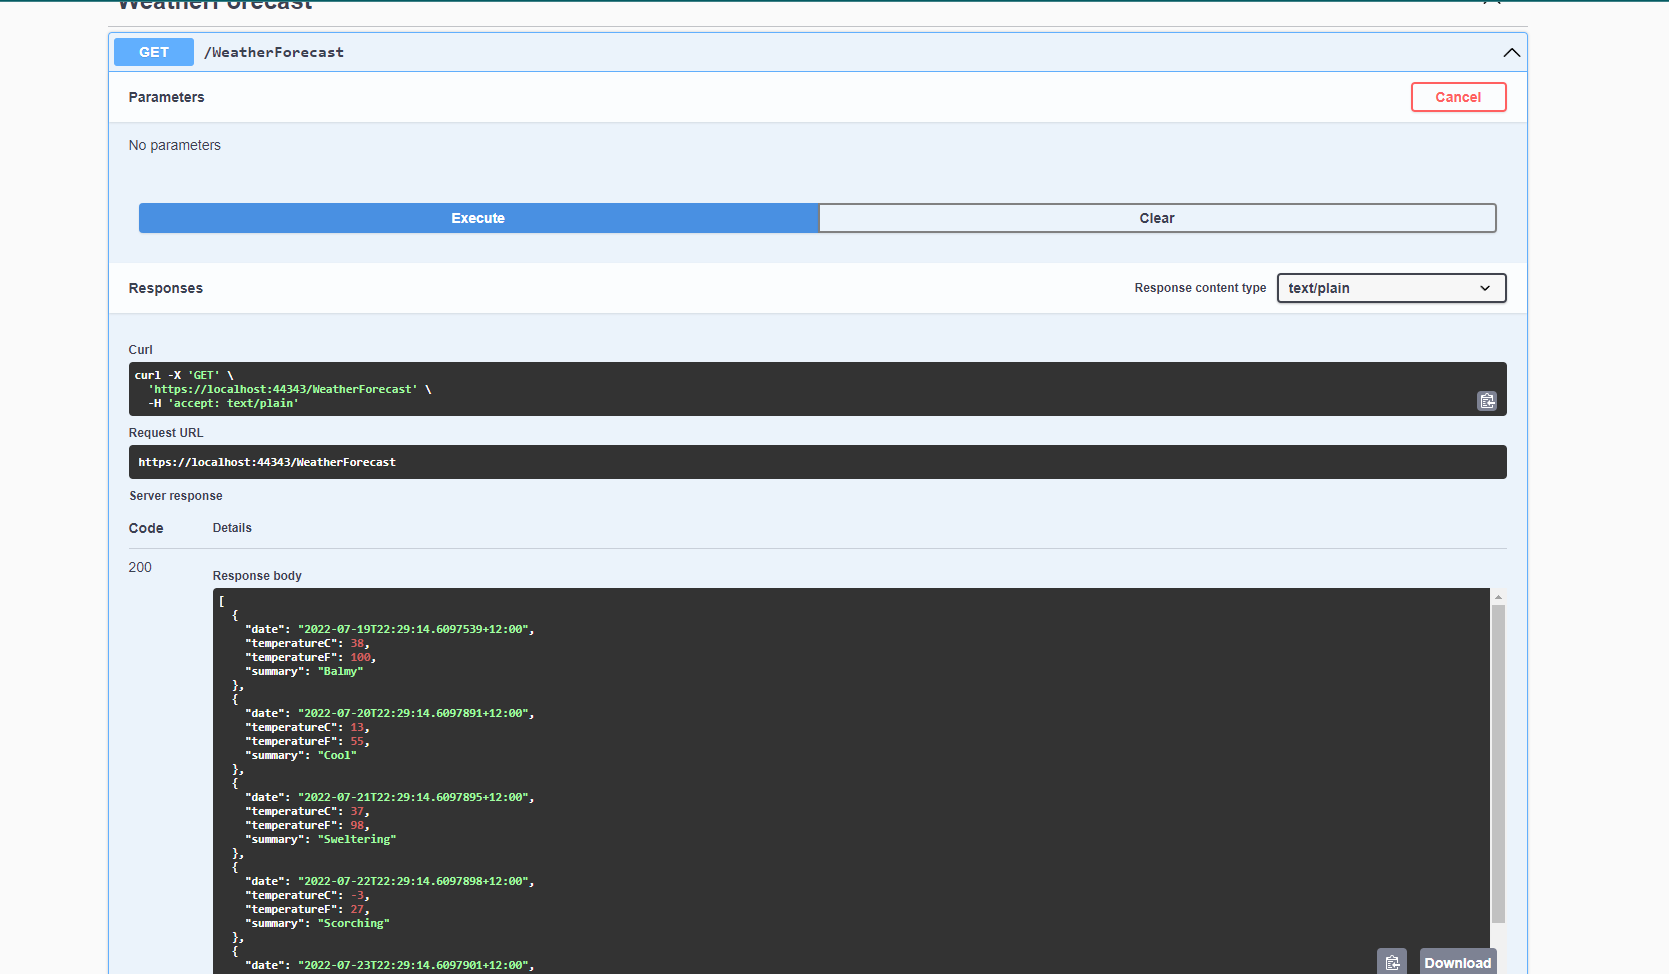 WeatherForecast
GET /WeatherForecast
Parameters Cancel
No parameters
Execute Clear
Responses Response content type text/plain
Curl
curl -X 'GET' \
  'https://localhost:44343/WeatherForecast' \
  -H 'accept: text/plain'
Request URL
https://localhost:44343/WeatherForecast
Server response
Code Details
200
Response body
[
  {
    "date": "2022-07-19T22:29:14.6097539+12:00",
    "temperatureC": 38,
    "temperatureF": 100,
    "summary": "Balmy"
  },
  {
    "date": "2022-07-20T22:29:14.6097891+12:00",
    "temperatureC": 13,
    "temperatureF": 55,
    "summary": "Cool"
  },
  {
    "date": "2022-07-21T22:29:14.6097895+12:00",
    "temperatureC": 37,
    "temperatureF": 98,
    "summary": "Sweltering"
  },
  {
    "date": "2022-07-22T22:29:14.6097898+12:00",
    "temperatureC": -3,
    "temperatureF": 27,
    "summary": "Scorching"
  },
  {
    "date": "2022-07-23T22:29:14.6097901+12:00",
Download